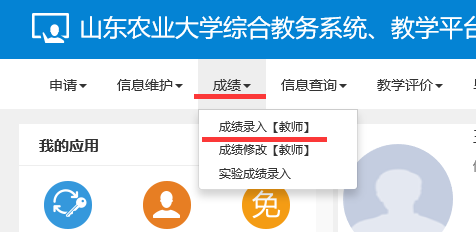 山东农业大学综合教务系统、教学平台
申请 信息维护 成绩 信息查询 教学评价
成绩录入【教师】
我的应用
成绩修改【教师】
实验成绩录入
免